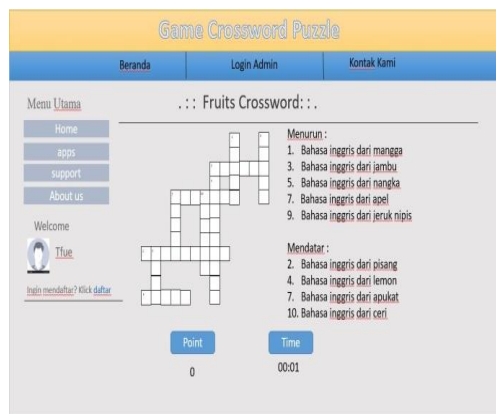 Game Crossword Puzzle
Beranda Login Admin Kontak Kami
Menu Utama
Home
apps
support
About us
Welcome
Tfue
Ingin mendaftar? Klick daftar
.:: Fruits Crossword::.
Menurun :
1. Bahasa inggris dari mangga
3. Bahasa inggris dari jambu
5. Bahasa inggris dari nangka
7. Bahasa inggris dari apel
9. Bahasa inggris dari jeruk nipis
Mendatar :
2. Bahasa inggris dari pisang
4. Bahasa inggris dari lemon
7. Bahasa inggris dari apukat
10. Bahasa inggris dari ceri
Point
0
Time
00:01